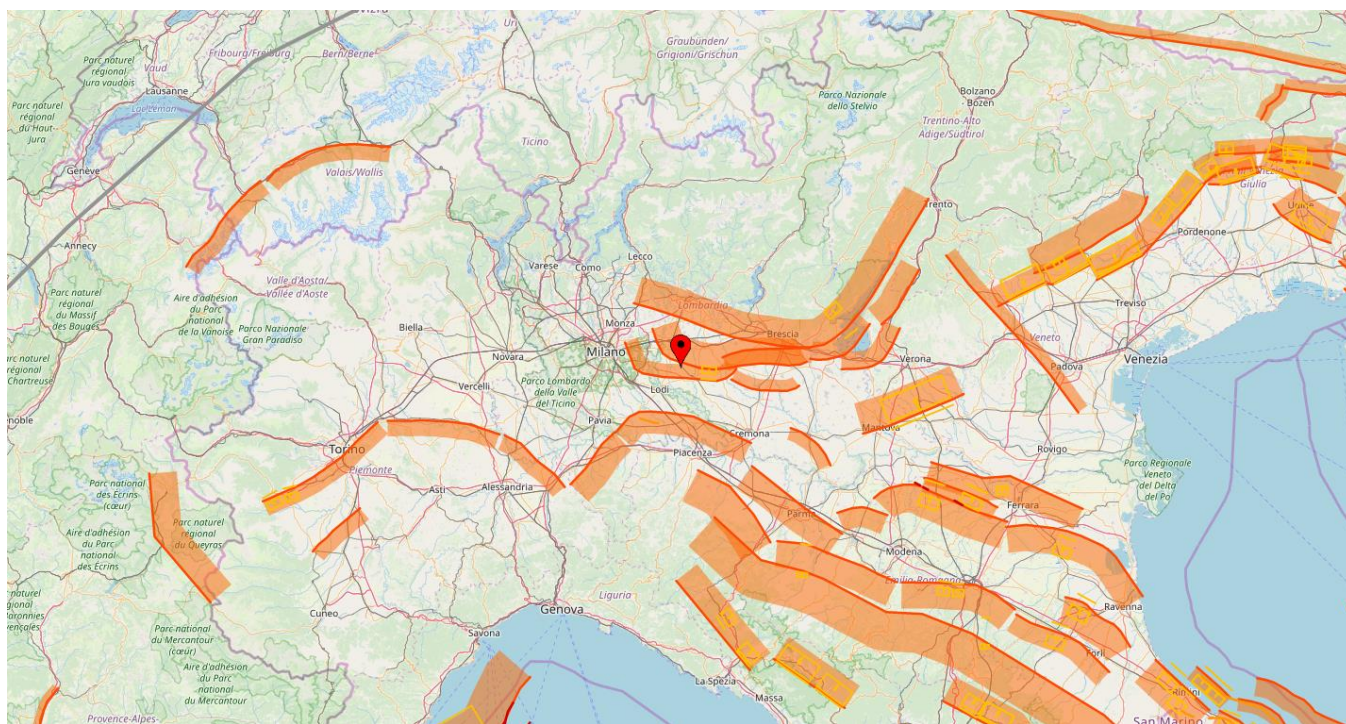 Graubünden/
Grigioni/Grischun
Fribourg/Freiburg
Bern/Berne
Vaud
Parc naturel
régional
Jura vaudois
Lausanne
Lac Léman
Parc naturel
régional
du Haut-
Jura
Parco Nazionale
dello Stelvio
Bolzano
Bozen
Trentino-Alto
Adige/Südtirol
Ticino
Genève
Valais/Wallis
Giulia
Udine
Trento
Pordenone
Annecy
Lecco
Varese
Como
Valle d'Aosta/
Vallée d'Aoste
Parc naturel
régional
du Massif
des Bauges
Aire d'adhésion
du Parc
national de
la Vanoise
Parco Nazionale
Gran Paradiso
Biella
Lombardia
Monza
Milano
Brescia
Treviso
Veneto
Verona
Padova
Venezia
Novara
Vercelli
Parco Lombardo
della Valle
del Ticino
Lodi
Pavia
Cremona
Piacenza
Mantova
Rovigo
Parco Regionale
Veneto
del Delta
del Po
Parc
naturel
régional
de
Chartreuse
Torino
Piemonte
Asti
Alessandria
Parc national
des Ecrins
(cœur)
Aire d'adhésion
du Parc
national
des Écrins
Parc
naturel
régional
du Queyras
Parma
Ferrara
Modena
Emilia-Romagna
Ravenna
Forlì
Rimini
San Marino
Cuneo
Genova
Liguria
Savona
La Spezia
Massa
Parc national
du Mercantour
(cœur)
Aire d'adhésion
du Parc
national
du Mercantour
Provence-Alpes-